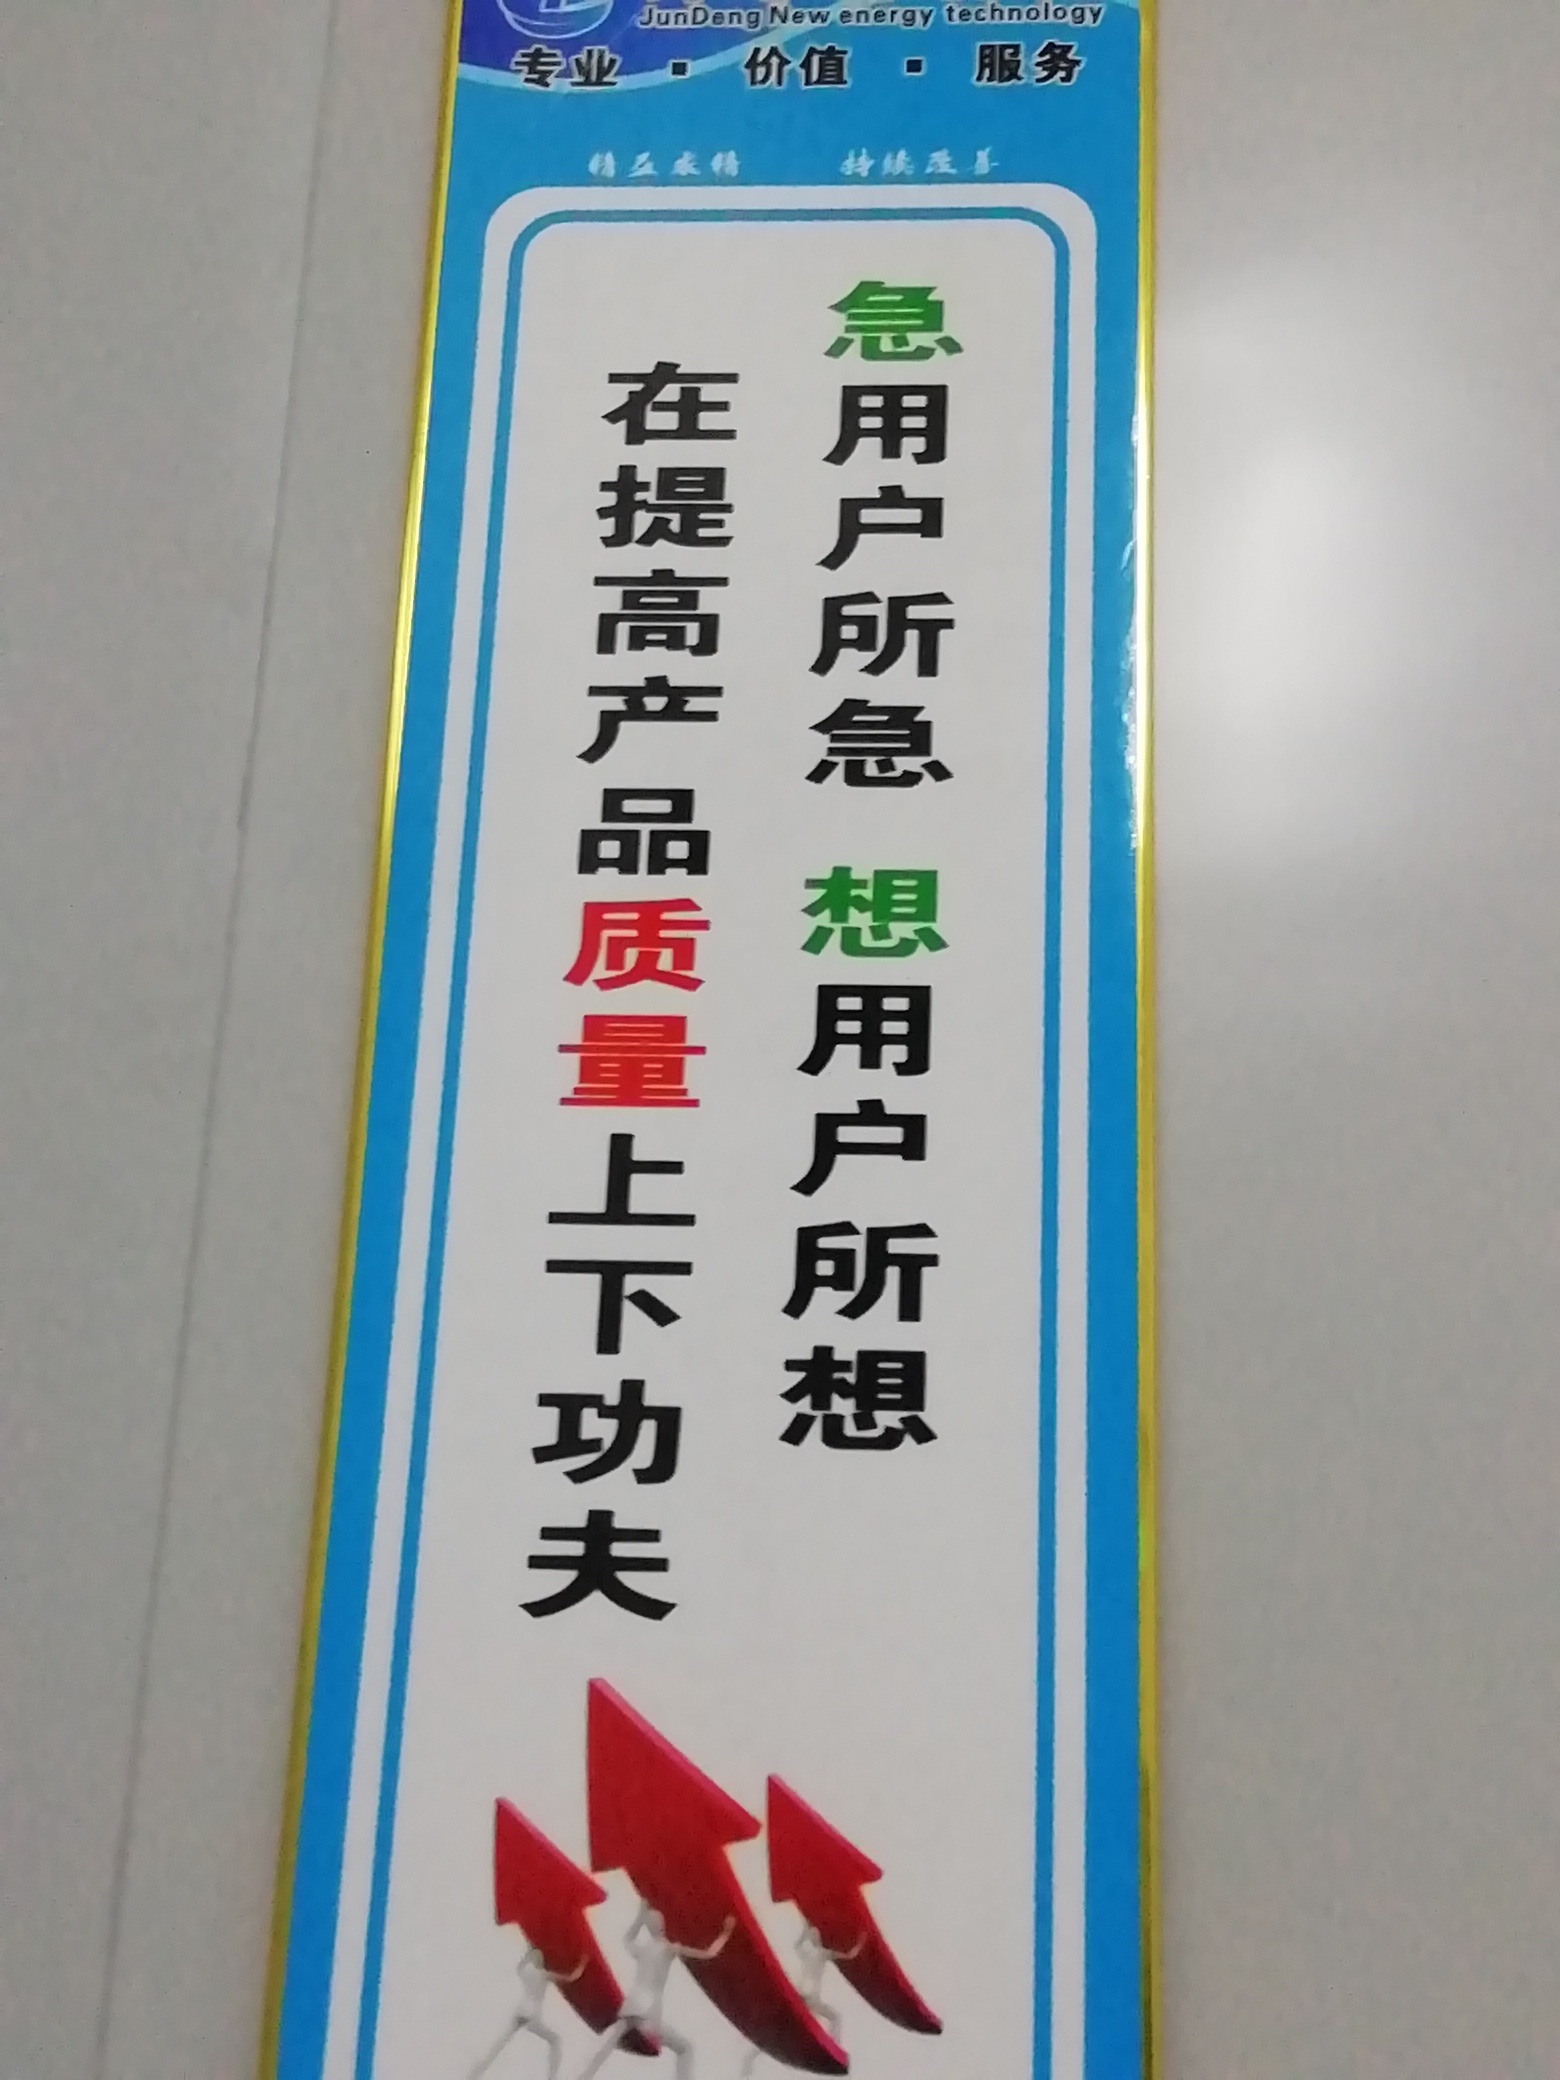 JunDeng New energy technology
专业 · 价值 · 服务
精益求精 持续改善
急用户所急 想用户所想
在提高产品质量上下功夫